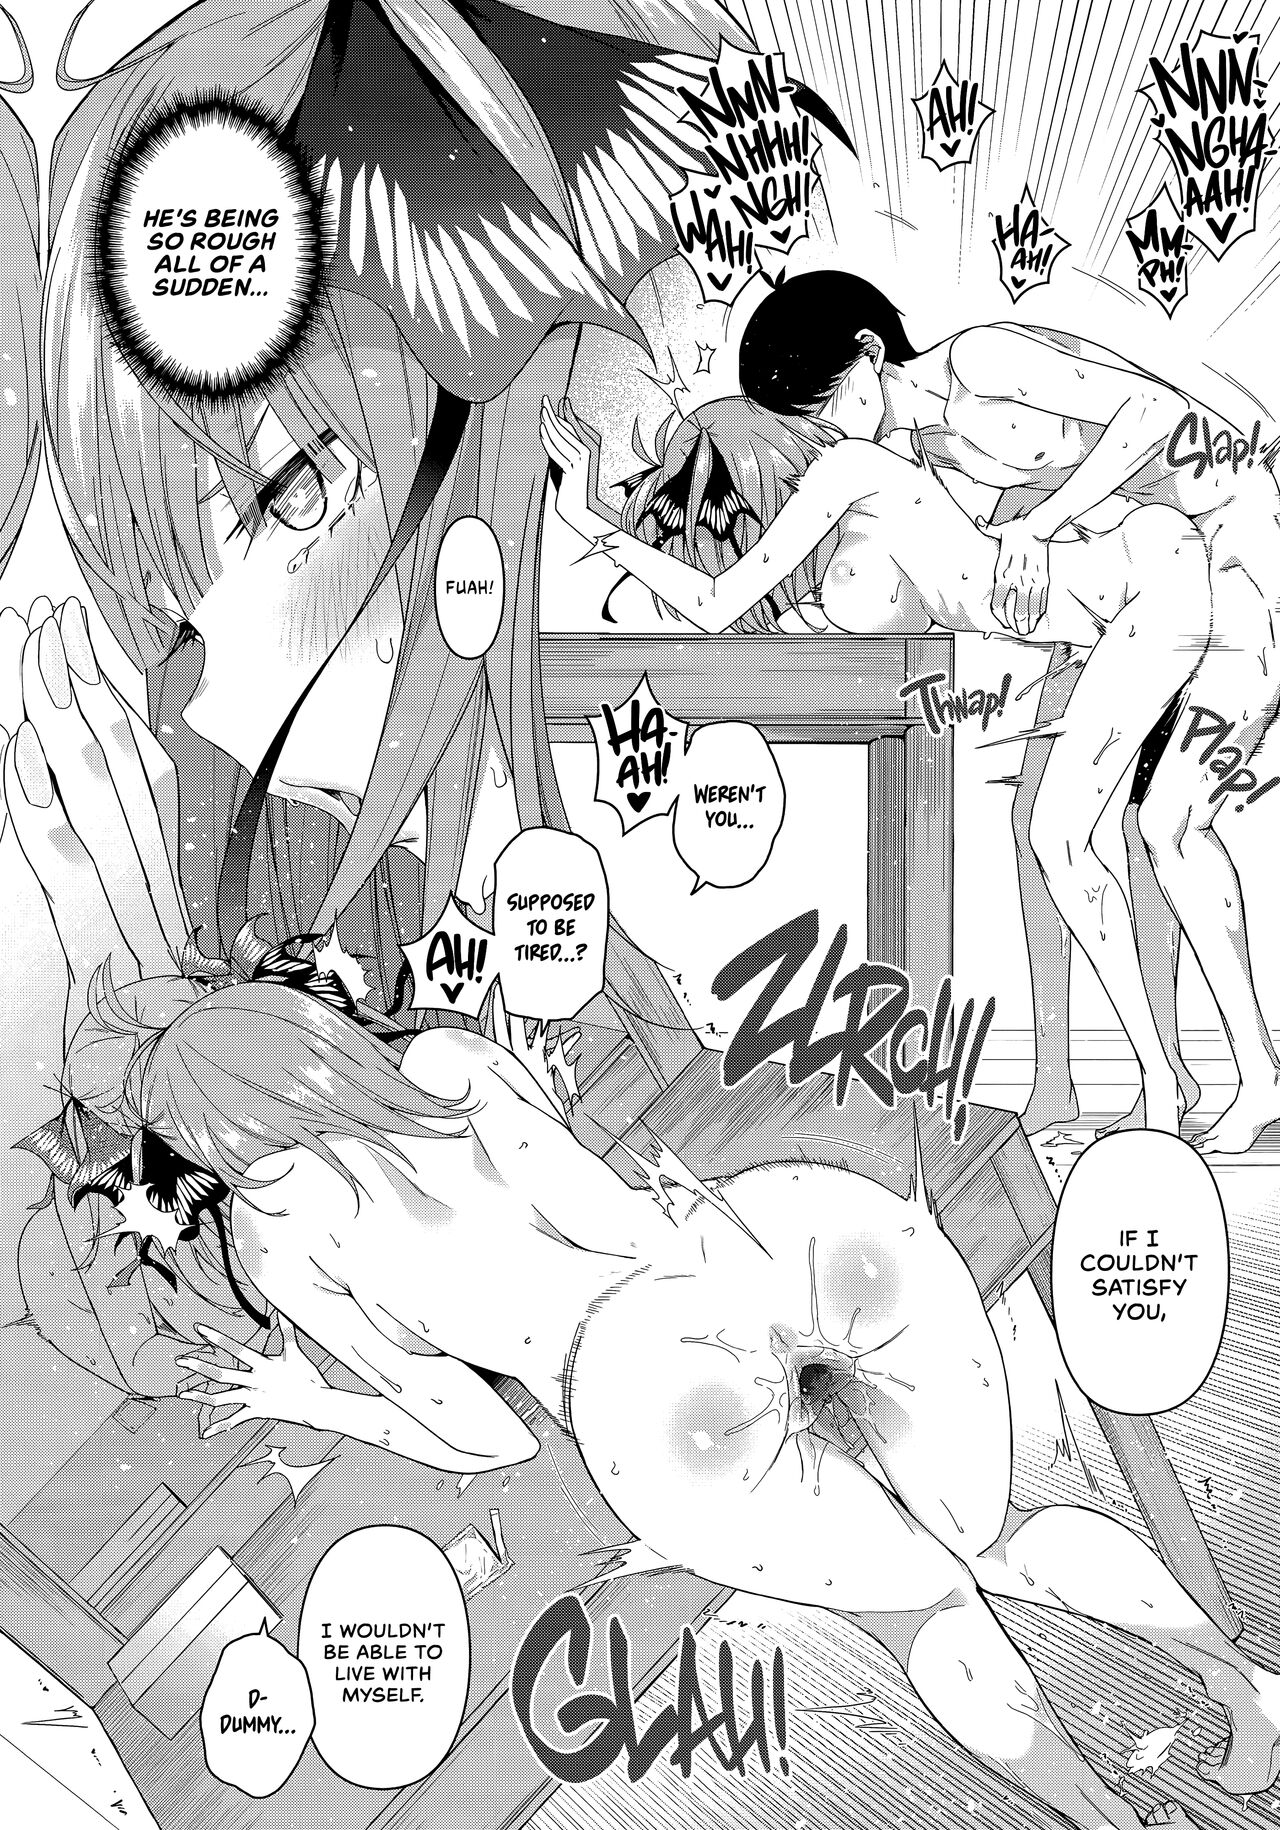 NNN-
NHHH!
WA-
WAH!
NGH!
AH!
HA-
AH!
MM-
PH!
NNN-
NGHA-
AAH!
HE'S BEING
SO ROUGH
ALL OF A
SUDDEN...
Slap!
FUAH!
Thwap!
Plap!
HA-
AH!
WEREN'T
YOU...
SUPPOSED
TO BE
TIRED...?
AH!
ZLRCH!
IF I
COULDN'T
SATISFY
YOU,
I WOULDN'T
BE ABLE TO
LIVE WITH
MYSELF.
D-
DUMMY...
GLAH!